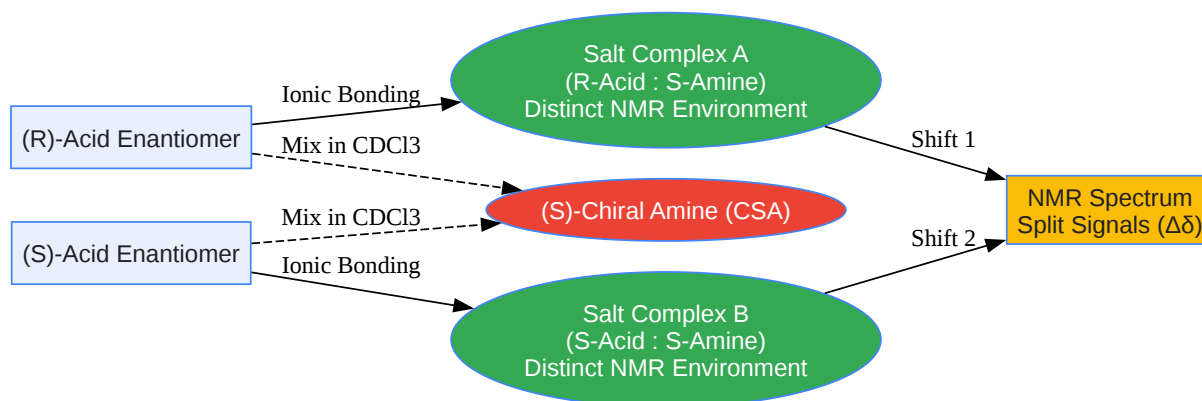 Salt Complex A
(R-Acid : S-Amine)
Distinct NMR Environment
Ionic Bonding
(R)-Acid Enantiomer
Mix in CDCl3
Shift 1
(S)-Chiral Amine (CSA)
NMR Spectrum
Split Signals (Δδ)
Mix in CDCl3
(S)-Acid Enantiomer
Shift 2
Ionic Bonding
Salt Complex B
(S-Acid : S-Amine)
Distinct NMR Environment